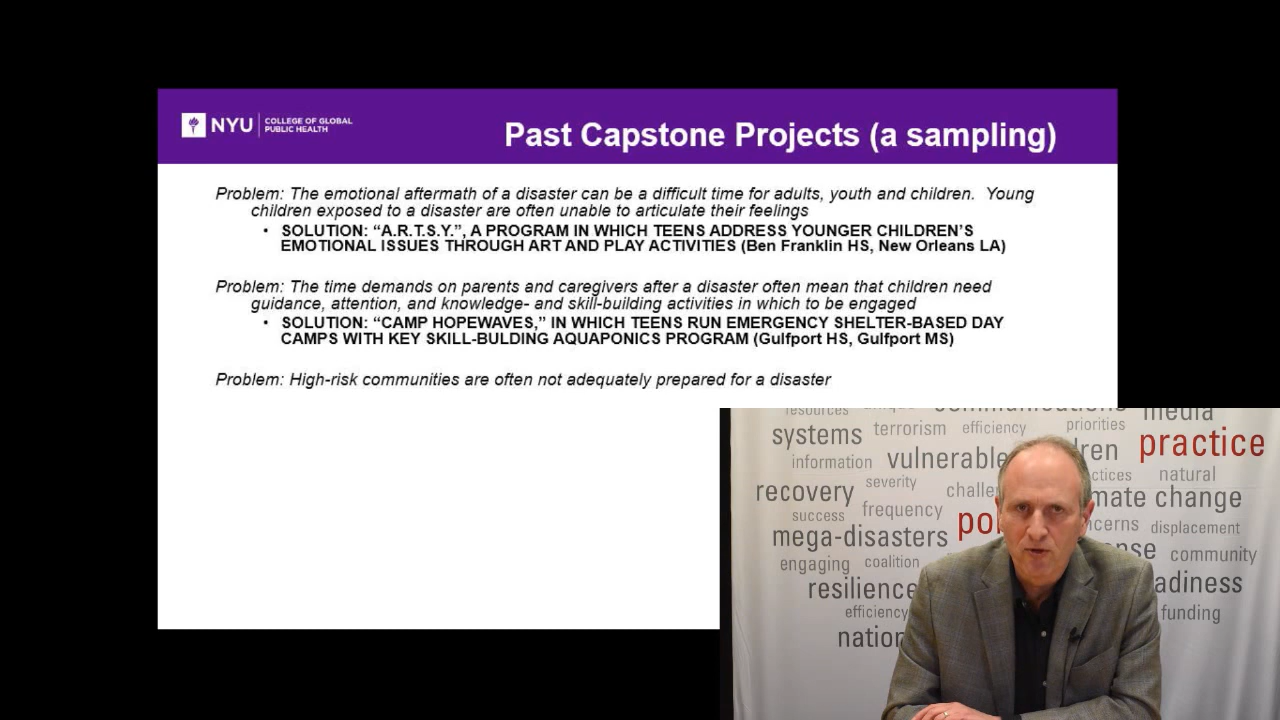 NYU
COLLEGE OF GLOBAL
PUBLIC HEALTH
Past Capstone Projects (a sampling)
Problem: The emotional aftermath of a disaster can be a difficult time for adults, youth and children. Young
children exposed to a disaster are often unable to articulate their feelings
• SOLUTION: “A.R.T.S.Y.”, A PROGRAM IN WHICH TEENS ADDRESS YOUNGER CHILDREN’S
EMOTIONAL ISSUES THROUGH ART AND PLAY ACTIVITIES (Ben Franklin HS, New Orleans LA)
Problem: The time demands on parents and caregivers after a disaster often mean that children need
guidance, attention, and knowledge- and skill-building activities in which to be engaged
• SOLUTION: “CAMP HOPEWAVES,” IN WHICH TEENS RUN EMERGENCY SHELTER-BASED DAY
CAMPS WITH KEY SKILL-BULDING AQUAPONICS PROGRAM (Gulfport HS, Gulfport MS)
Problem: High-risk communities are often not adequately prepared for a disaster
resources communications media
systems terrorism efficiency priorities practice
information vulnerable dren ctices natural
recovery severity challe mate change
success frequency pol ncerns displacement
mega-disasters nse community
engaging coalition
resilience adiness
efficiency funding
nation